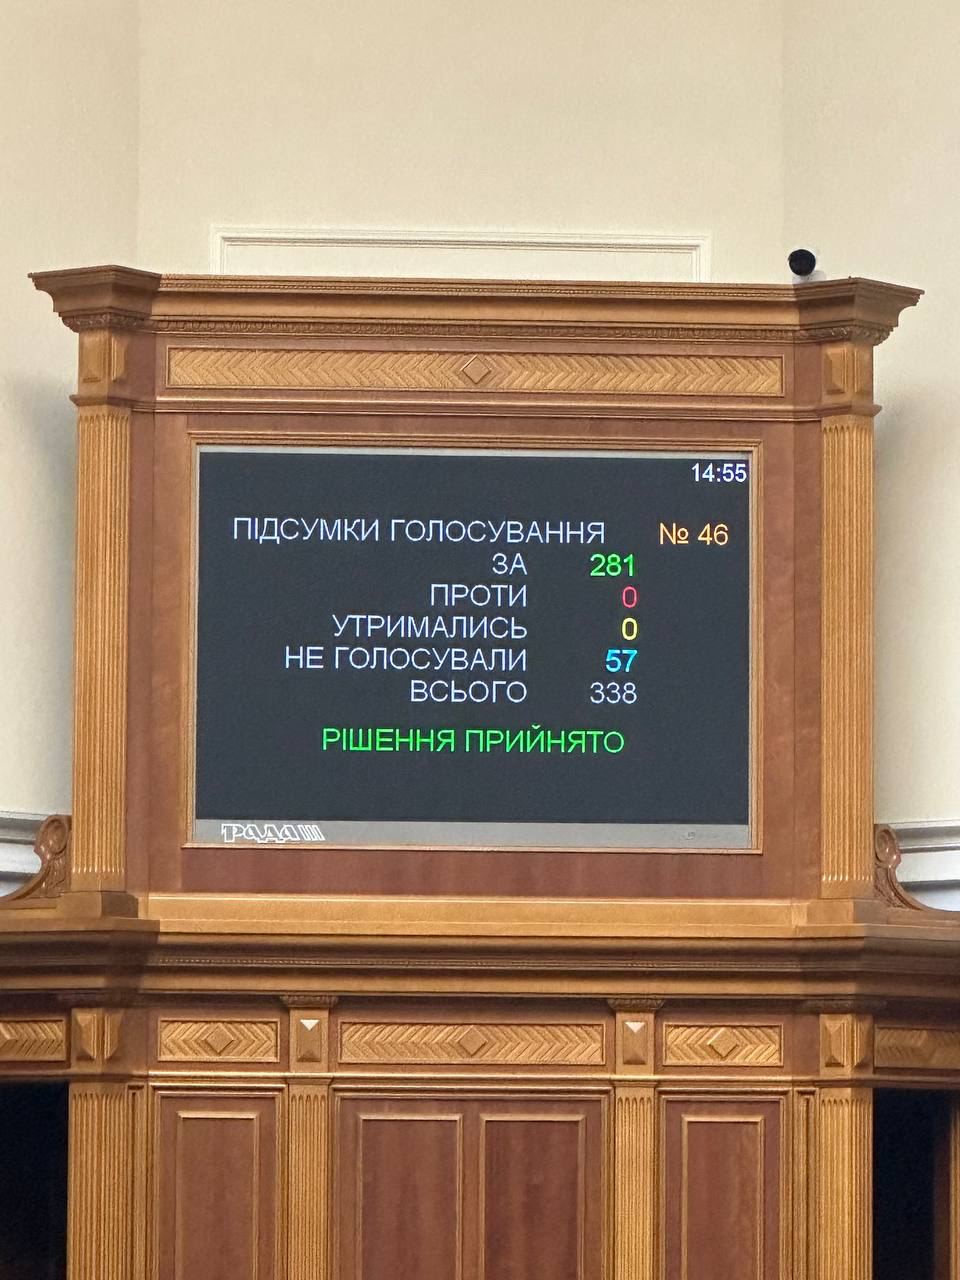 14:55
ПІДСУМКИ ГОЛОСУВАННЯ № 46
ЗА 281
ПРОТИ 0
УТРИМАЛИСЬ 0
НЕ ГОЛОСУВАЛИ 57
ВСЬОГО 338
РІШЕННЯ ПРИЙНЯТО
РАДА III